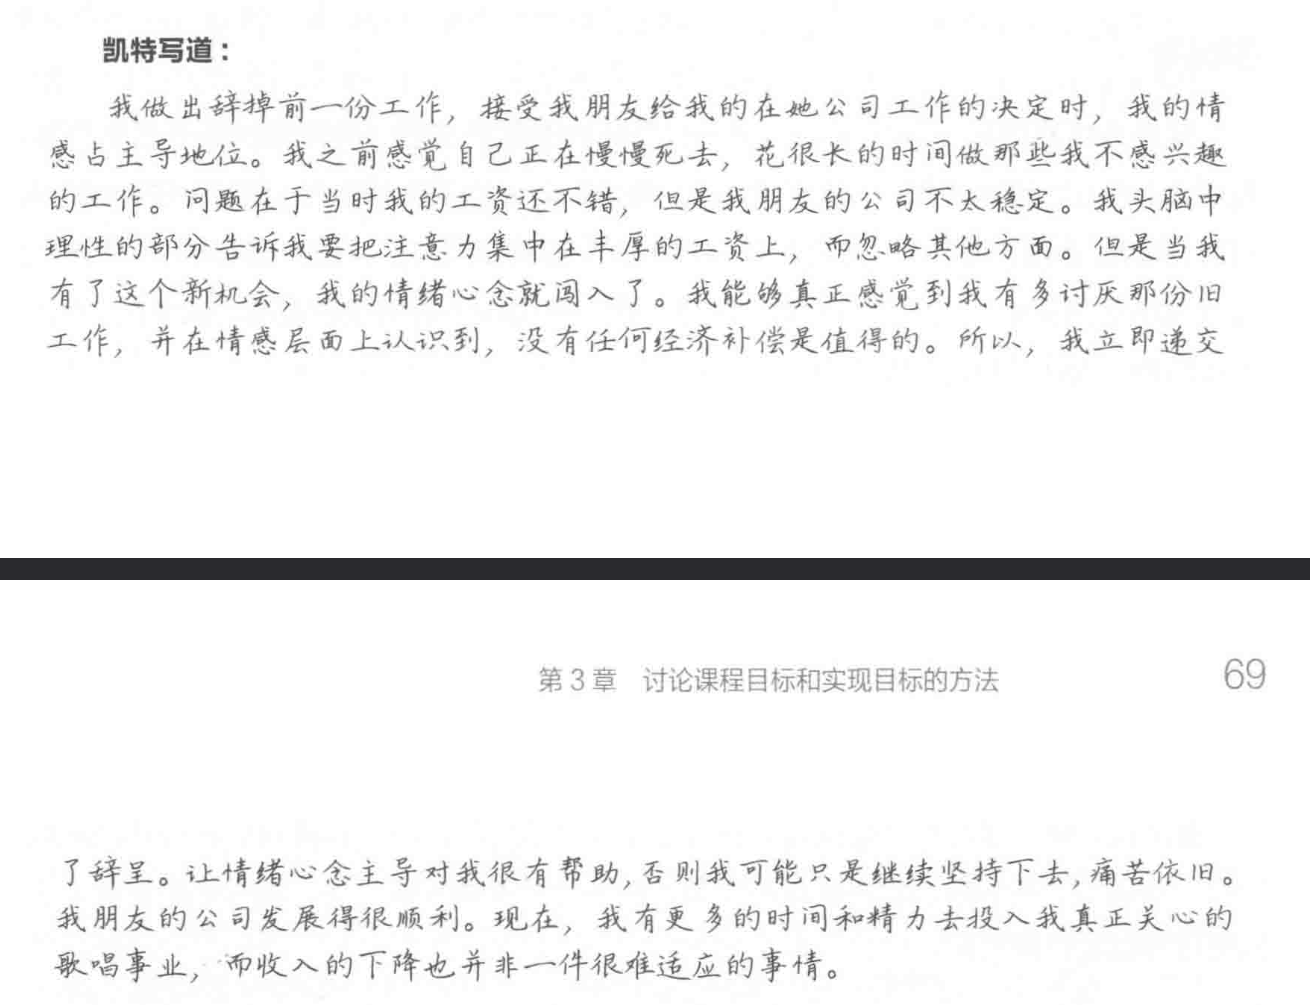 凯特写道：
我做出辞掉前一份工作，接受我朋友给我的在她公司工作的决定时，我的情
感占主导地位。我之前感觉自己正在慢慢死去，花很长的时间做那些我不感兴趣
的工作。问题在于当时我的工资还不错，但是我朋友的公司不太稳定。我头脑中
理性的部分告诉我要把注意力集中在丰厚的工资上，而忽略其他方面。但是当我
有了这个新机会，我的情绪心念就闯入了。我能够真正感觉到我有多讨厌那份旧
工作，并在情感层面上认识到，没有任何经济补偿是值得的。所以，我立即递交
第3章 讨论课程目标和实现目标的方法 69
了辞呈。让情绪心念主导对我很有帮助，否则我可能只是继续坚持下去，痛苦依旧。
我朋友的公司发展得很顺利。现在，我有更多的时间和精力去投入我真正关心的
歌唱事业，而收入的下降也并非一件很难适应的事情。